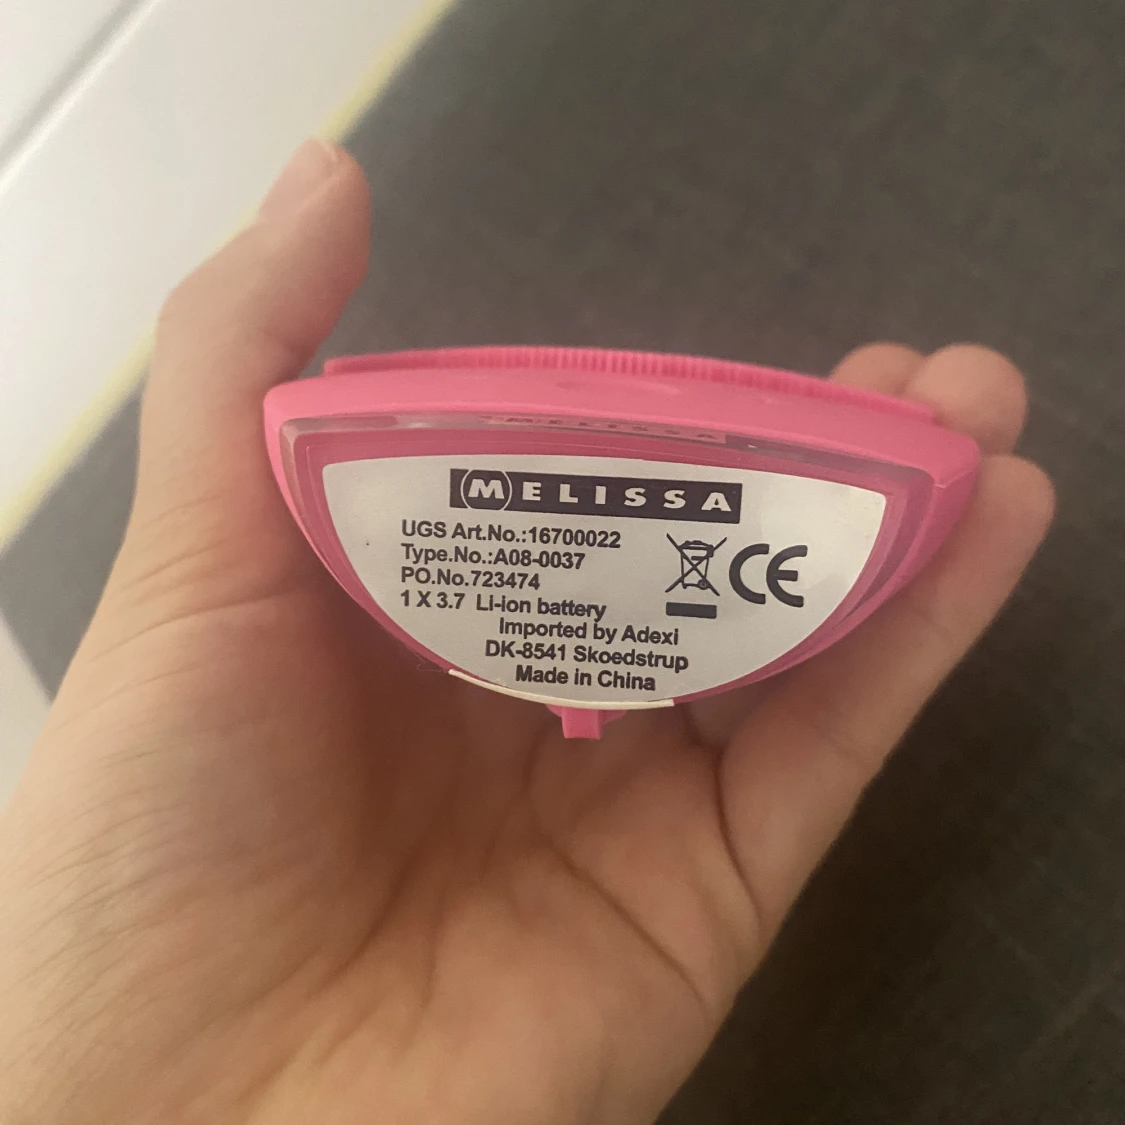 MELISSA
MELISSA
UGS Art.No.:16700022
Type.No.:A08-0037
PO.No.723474
1 X 3.7 Li-ion battery
Imported by Adexi
DK-8541 Skoedstrup
Made in China
CE